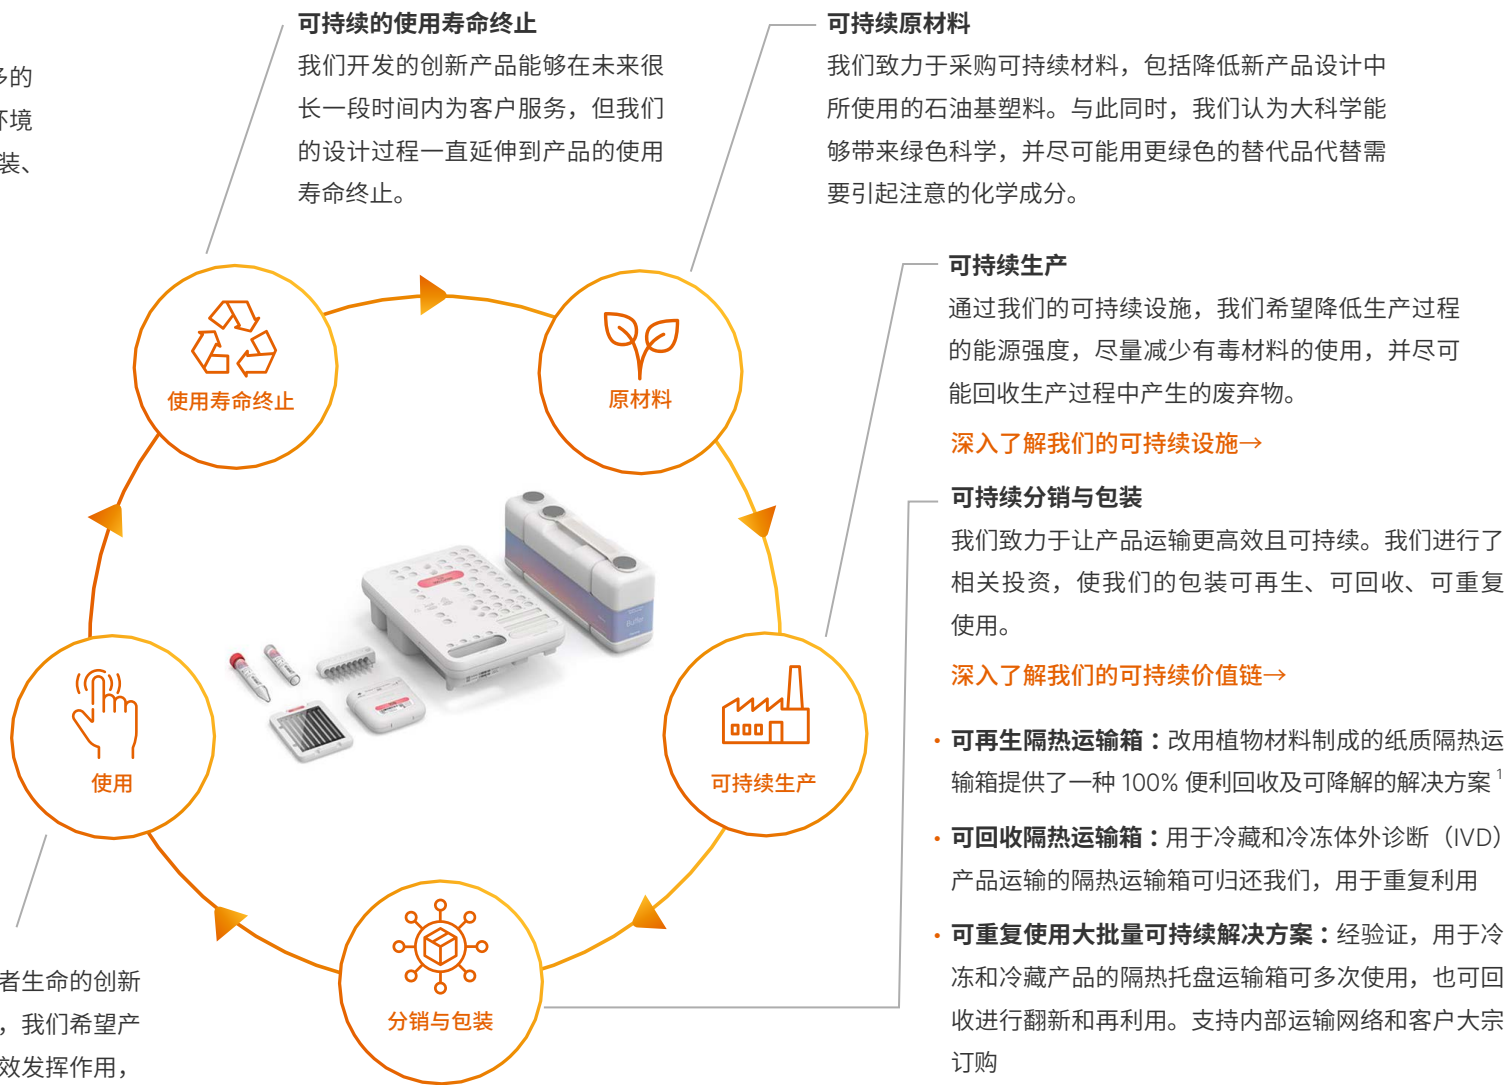 多的
环境
装、
可持续的使用寿命终止
我们开发的创新产品能够在未来很
长一段时间内为客户服务，但我们
的设计过程一直延伸到产品的使用
寿命终止。
可持续原材料
我们致力于采购可持续材料，包括降低新产品设计中
所使用的石油基塑料。与此同时，我们认为大科学能
够带来绿色科学，并尽可能用更绿色的替代品代替需
要引起注意的化学成分。
可持续生产
通过我们的可持续设施，我们希望降低生产过程
的能源强度，尽量减少有毒材料的使用，并尽可
能回收生产过程中产生的废弃物。
深入了解我们的可持续设施→
可持续分销与包装
我们致力于让产品运输更高效且可持续。我们进行了
相关投资，使我们的包装可再生、可回收、可重复
使用。
深入了解我们的可持续价值链→
• 可再生隔热运输箱：改用植物材料制成的纸质隔热运
输箱提供了一种 100% 便利回收及可降解的解决方案1
• 可回收隔热运输箱：用于冷藏和冷冻体外诊断（IVD）
产品运输的隔热运输箱可归还我们，用于重复利用
• 可重复使用大批量可持续解决方案：经验证，用于冷
冻和冷藏产品的隔热托盘运输箱可多次使用，也可回
收进行翻新和再利用。支持内部运输网络和客户大宗
订购
使用寿命终止
原材料
使用
可持续生产
分销与包装
Buffer
者生命的创新
，我们希望产
效发挥作用，